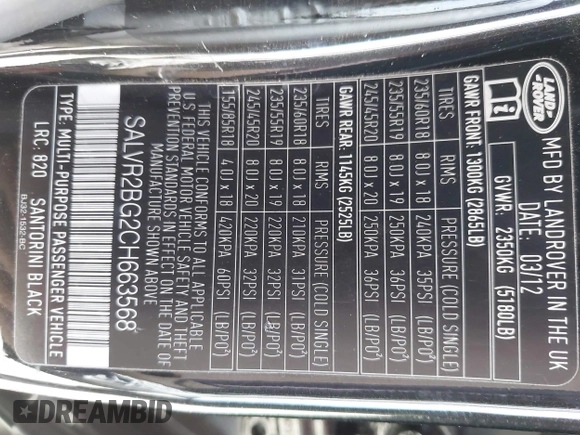 LAND-
ROVER
MFD BY LANDROVER IN THE UK
DATE: 03/12
GVWR: 2350KG (5180LB)
GAWR FRONT: 1300KG (2865LB)
TIRES RIMS PRESSURE (COLD SINGLE)
235/60R18 8.0J x 18 240KPA 35PSI (LB/PO²)
235/55R19 8.0J x 19 250KPA 36PSI (LB/PO²)
245/45R20 8.0J x 20 250KPA 36PSI (LB/PO²)
GAWR REAR: 1145KG (2525LB)
TIRES RIMS PRESSURE (COLD SINGLE)
235/60R18 8.0J x 18 210KPA 31PSI (LB/PO²)
235/55R19 8.0J x 19 220KPA 32PSI (LB/PO²)
245/45R20 8.0J x 20 220KPA 32PSI (LB/PO²)
155/85R18 4.0J x 18 420KPA 60PSI (LB/PO²)
THIS VEHICLE CONFORMS TO ALL APPLICABLE
U.S FEDERAL MOTOR VEHICLE SAFETY AND THEFT
PREVENTION STANDARDS IN EFFECT ON THE DATE OF
MANUFACTURE SHOWN ABOVE
SALVR2BG2CH663568
TYPE: MULTI-PURPOSE PASSENGER VEHICLE
LRC: 820 SANTORINI BLACK
BJ32-1532-BC
DREAMBID